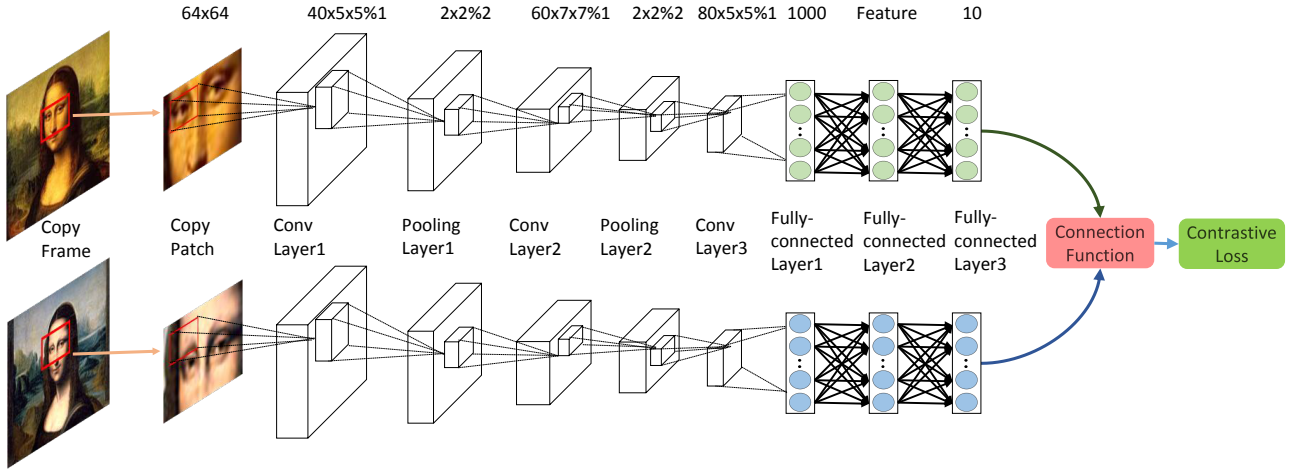 64x64 40x5x5%1 2x2%2 60x7x7%1 2x2%2 80x5x5%1 1000 Feature 10
Copy
Frame
Copy
Patch
Conv
Layer1
Pooling
Layer1
Conv
Layer2
Pooling
Layer2
Conv
Layer3
Fully-
connected
Layer1
Fully-
connected
Layer2
Fully-
connected
Layer3
Connection
Function
Contrastive
Loss